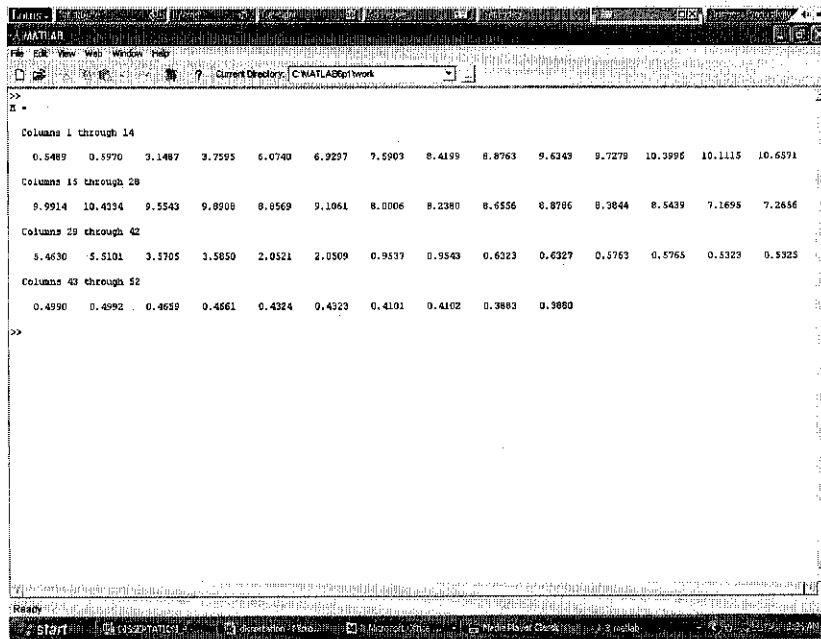 MATLAB
File Edit View Web Window Help
? Current Directory: C:\MATLAB6p1\work ...
>>
Columns 1 through 14
0.5489 0.5970 3.1487 3.7595 6.0740 6.9297 7.5903 8.4199 8.8763 9.6343 9.7279 10.3996 10.1115 10.6571
Columns 15 through 28
9.9914 10.4334 9.5543 9.8908 8.8569 9.1061 8.0006 8.2380 8.6556 8.8786 8.3844 8.5439 7.1695 7.2656
Columns 29 through 42
5.4630 5.5101 3.5705 3.5850 2.0521 2.0509 0.9537 0.9543 0.6323 0.6327 0.5763 0.5765 0.5323 0.5325
Columns 43 through 52
0.4990 0.4992 0.4659 0.4661 0.4324 0.4323 0.4101 0.4102 0.3883 0.3880
>>
Ready
start